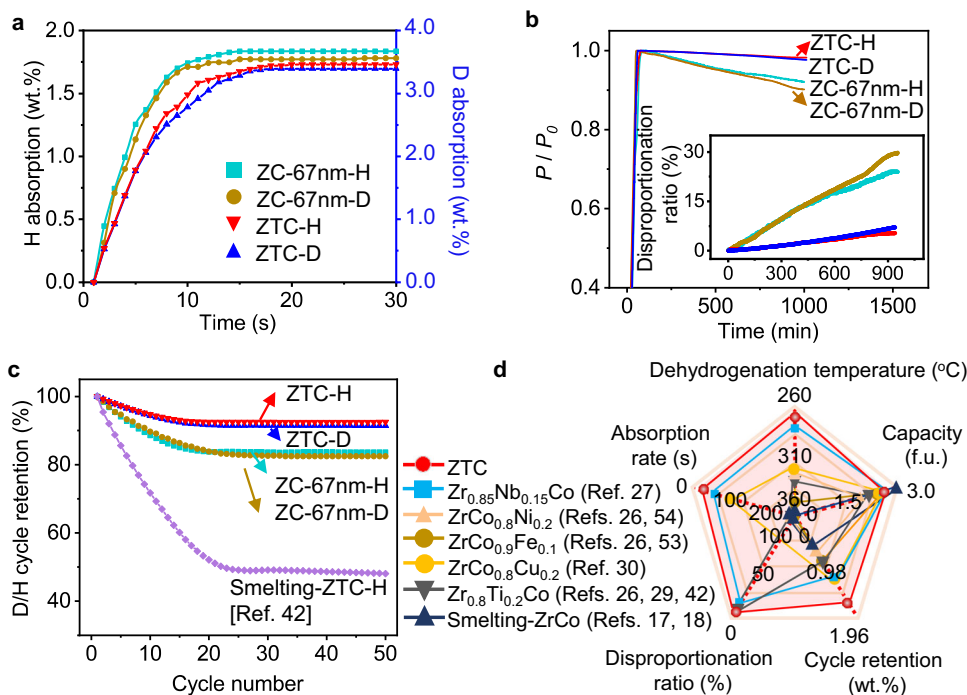 a
2.0
1.5
1.0
0.5
0.0
H absorption (wt.%)
4.0
3.0
2.0
1.0
0.0
D absorption (wt.%)
ZC-67nm-H
ZC-67nm-D
ZTC-H
ZTC-D
0
10
20
30
Time (s)
b
1.0
0.8
0.6
0.4
P / P0
ZTC-H
ZTC-D
ZC-67nm-H
ZC-67nm-D
Disproportionation
ratio (%)
30
15
0
0
300
600
900
0
500
1000
1500
Time (min)
c
100
80
60
40
D/H cycle retention (%)
ZTC-H
ZTC-D
ZC-67nm-H
ZC-67nm-D
Smelting-ZTC-H
[Ref. 42]
0
10
20
30
40
50
Cycle number
ZTC
Zr0.85Nb0.15Co (Ref. 27)
ZrCo0.8Ni0.2 (Refs. 26, 54)
ZrCo0.9Fe0.1 (Refs. 26, 53)
ZrCo0.8Cu0.2 (Ref. 30)
Zr0.8Ti0.2Co (Refs. 26, 29, 42)
Smelting-ZrCo (Refs. 17, 18)
d
Dehydrogenation temperature (oC)
260
310
360
Absorption
rate (s)
0
100
200
Capacity
(f.u.)
3.0
1.5
0
100
50
0
Disproportionation
ratio (%)
0
0.98
1.96
Cycle retention
(wt.%)